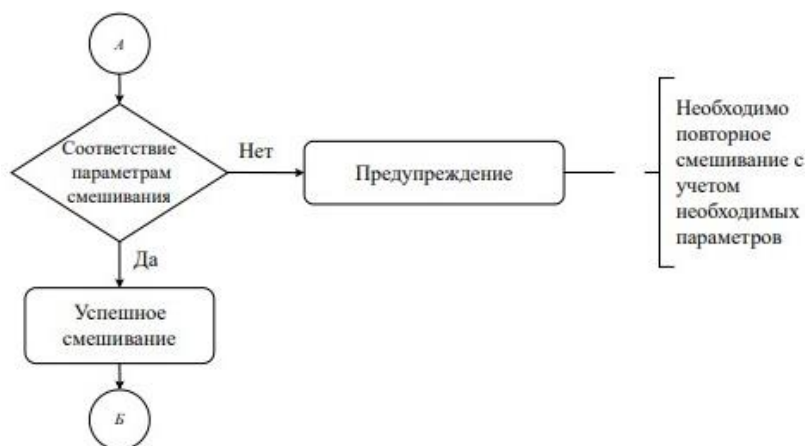 А
Соответствие
параметрам
смешивания
Нет
Предупреждение
Необходимо
повторное
смешивание с
учетом
необходимых
параметров
Да
Успешное
смешивание
Б